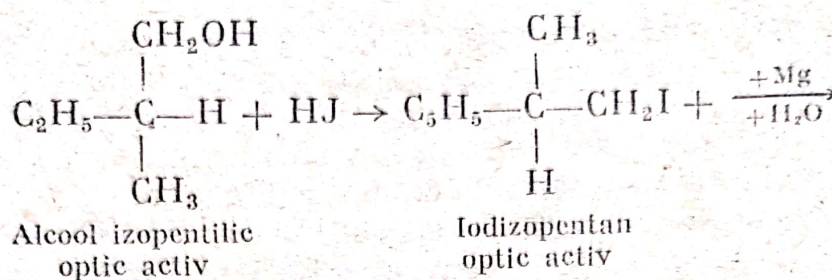 CH₂OH CH₃
C₂H₅—C—H + HJ → C₅H₅—C—CH₂I + +Mg +H₂O →
CH₃ H
Alcool izopentilic Iodizopentan
optic activ optic activ